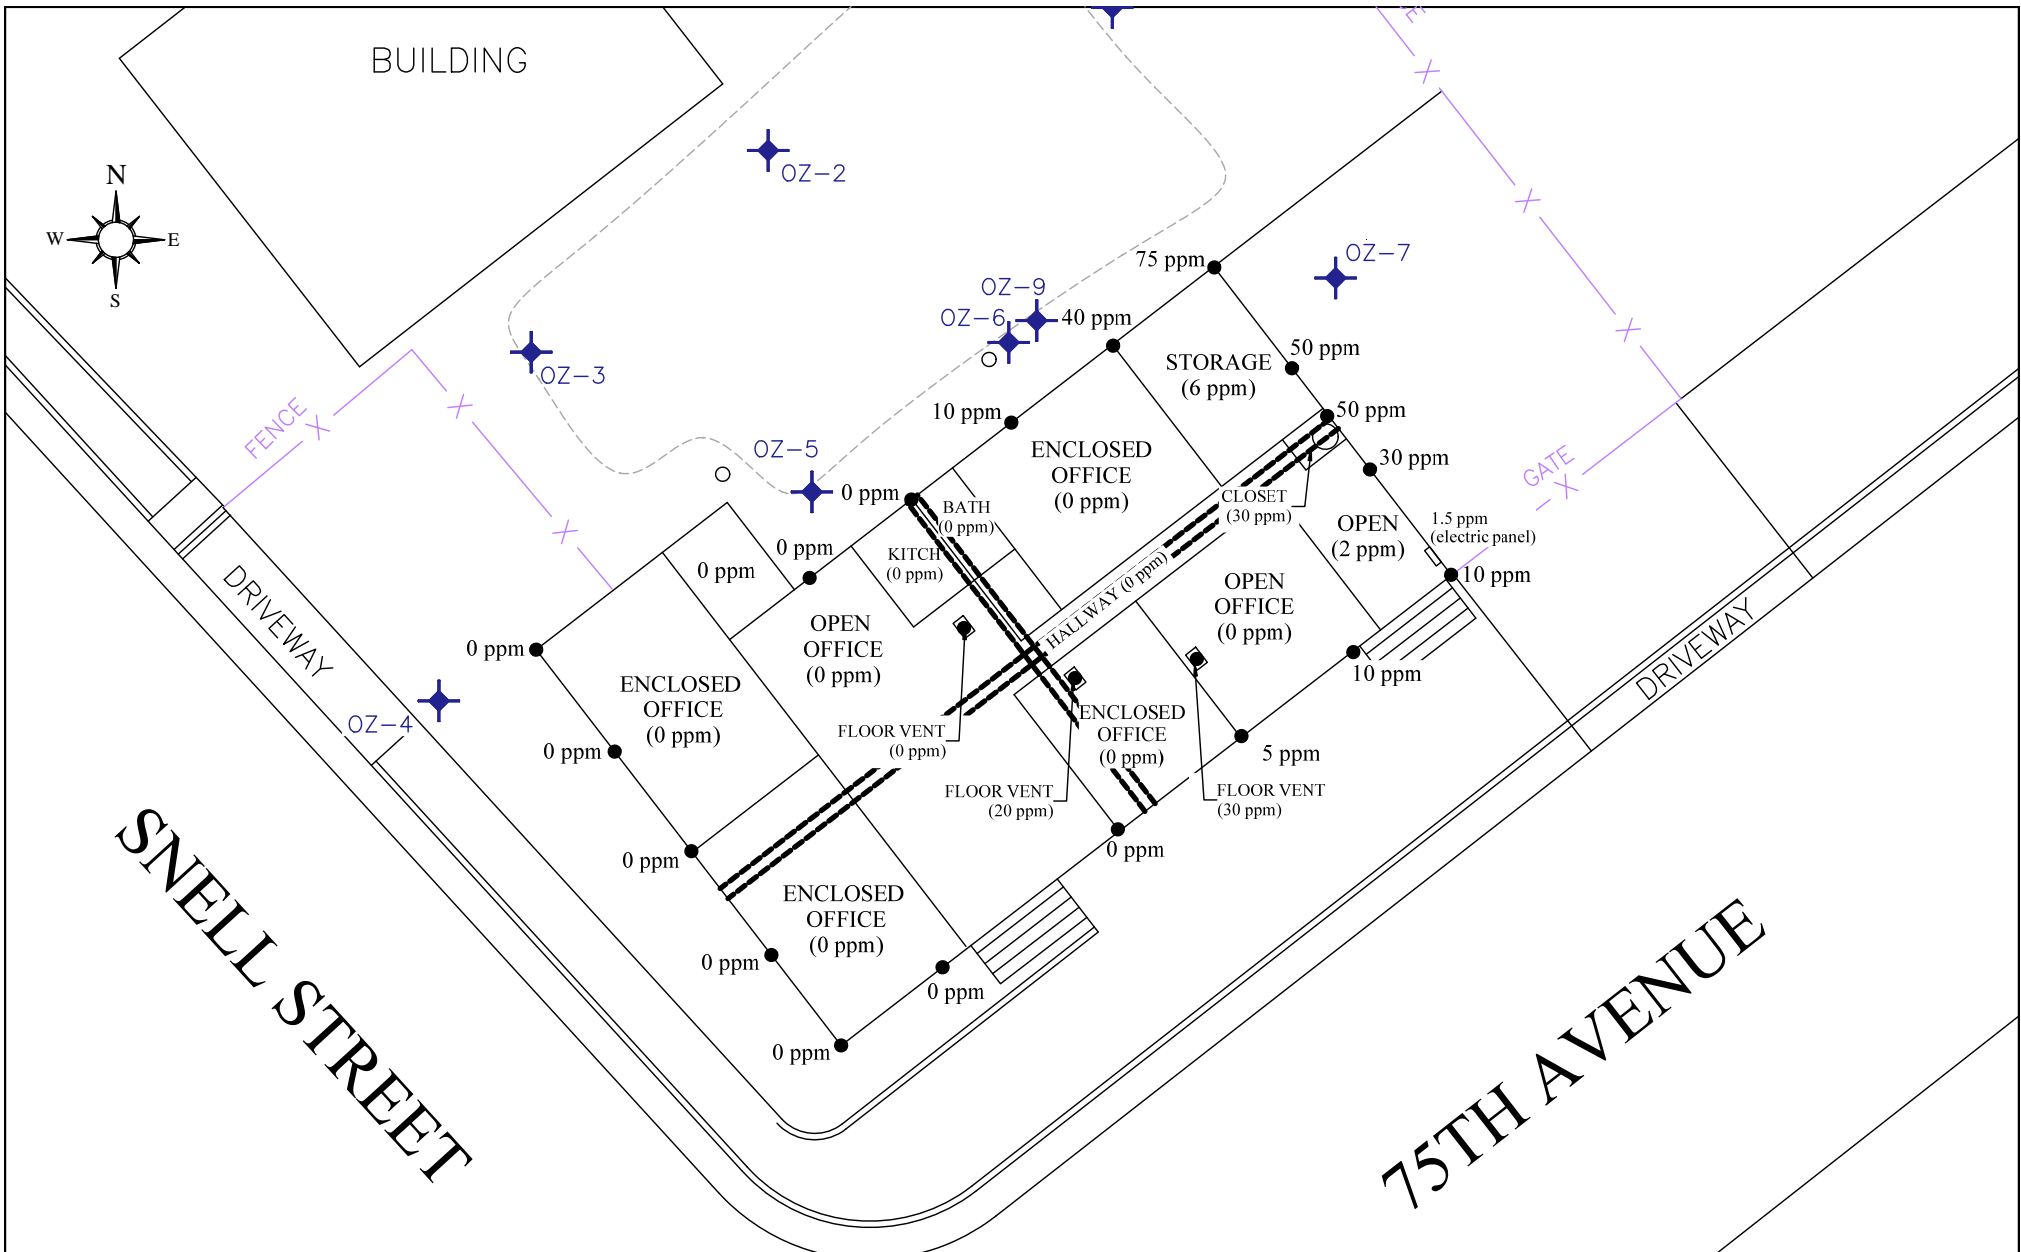 BUILDING
E
N
W
E
S
OZ-2
OZ-7
75 ppm
OZ-9
OZ-6
40 ppm
OZ-3
50 ppm
STORAGE
(6 ppm)
FENCE
X
X
X
X
X
X
X
10 ppm
50 ppm
OZ-5
ENCLOSED
OFFICE
(0 ppm)
30 ppm
GATE
X
0 ppm
BATH
(0 ppm)
CLOSET
(30 ppm)
OPEN
(2 ppm)
1.5 ppm
(electric panel)
0 ppm
KITCH
(0 ppm)
0 ppm
HALLWAY (0 ppm)
OPEN
OFFICE
(0 ppm)
10 ppm
DRIVEWAY
OPEN
OFFICE
(0 ppm)
0 ppm
DRIVEWAY
10 ppm
ENCLOSED
OFFICE
(0 ppm)
OZ-4
FLOOR VENT
(0 ppm)
ENCLOSED
OFFICE
(0 ppm)
0 ppm
5 ppm
FLOOR VENT
(20 ppm)
FLOOR VENT
(30 ppm)
0 ppm
0 ppm
ENCLOSED
OFFICE
(0 ppm)
0 ppm
0 ppm
0 ppm
SNELL STREET
75TH AVENUE